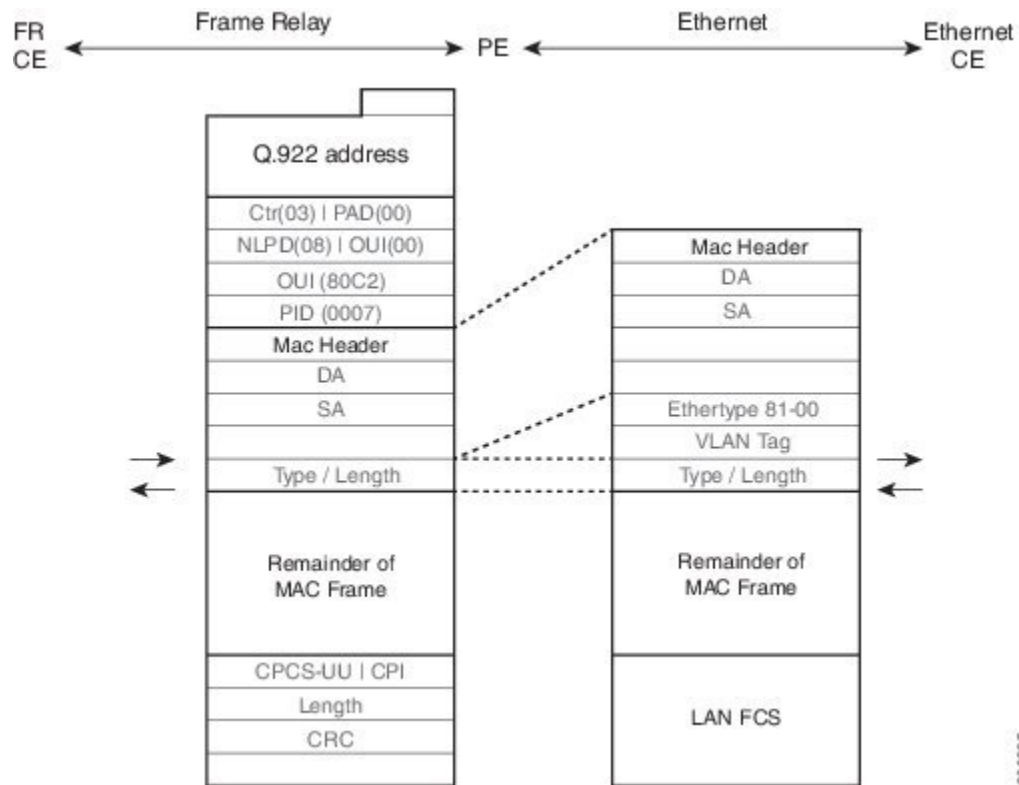 FR CE
Frame Relay
PE
Ethernet
Ethernet CE
Q.922 address
Ctr(03) | PAD(00)
NLPD(08) | OUI(00)
OUI (80C2)
PID (0007)
Mac Header
DA
SA
Type / Length
Remainder of
MAC Frame
CPCS-UU | CPI
Length
CRC
Mac Header
DA
SA
Ethertype 81-00
VLAN Tag
Type / Length
Remainder of
MAC Frame
LAN FCS